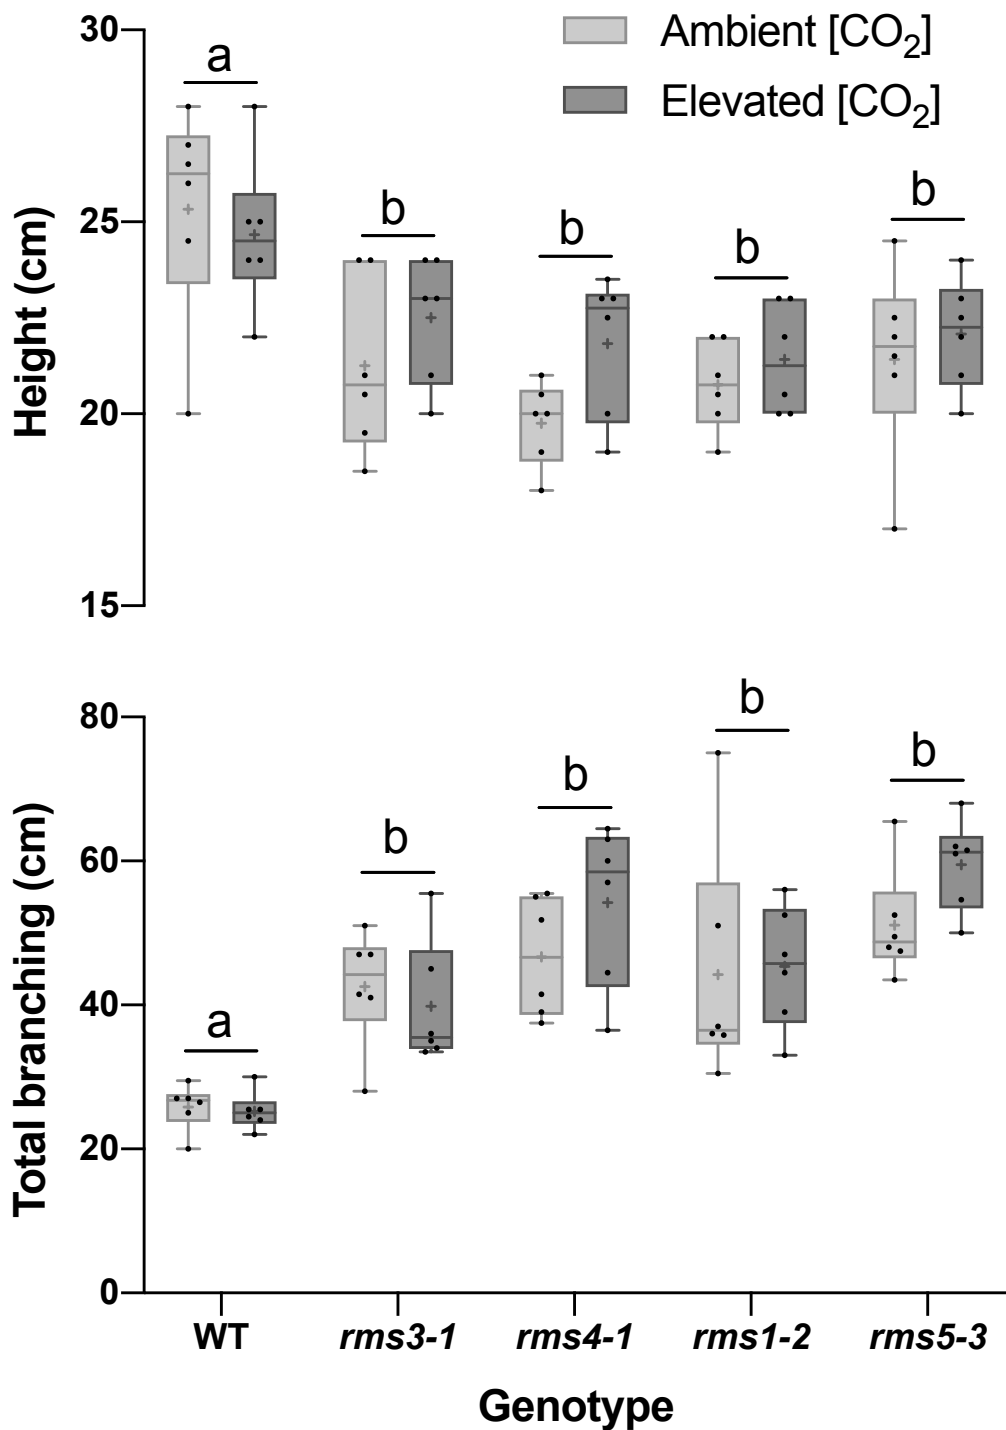 Ambient [CO₂]
Elevated [CO₂]
Height (cm)
30
25
20
15
a
b
b
b
b
Total branching (cm)
80
60
40
20
0
a
b
b
b
b
WT
rms3-1
rms4-1
rms1-2
rms5-3
Genotype